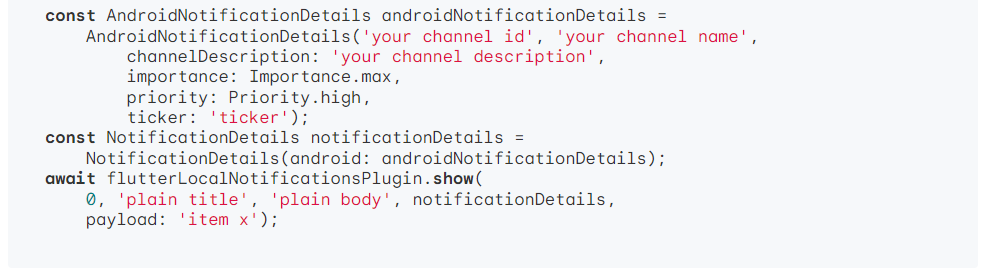 const AndroidNotificationDetails androidNotificationDetails =
    AndroidNotificationDetails('your channel id', 'your channel name',
        channelDescription: 'your channel description',
        importance: Importance.max,
        priority: Priority.high,
        ticker: 'ticker');
const NotificationDetails notificationDetails =
    NotificationDetails(android: androidNotificationDetails);
await flutterLocalNotificationsPlugin.show(
    0, 'plain title', 'plain body', notificationDetails,
    payload: 'item x');